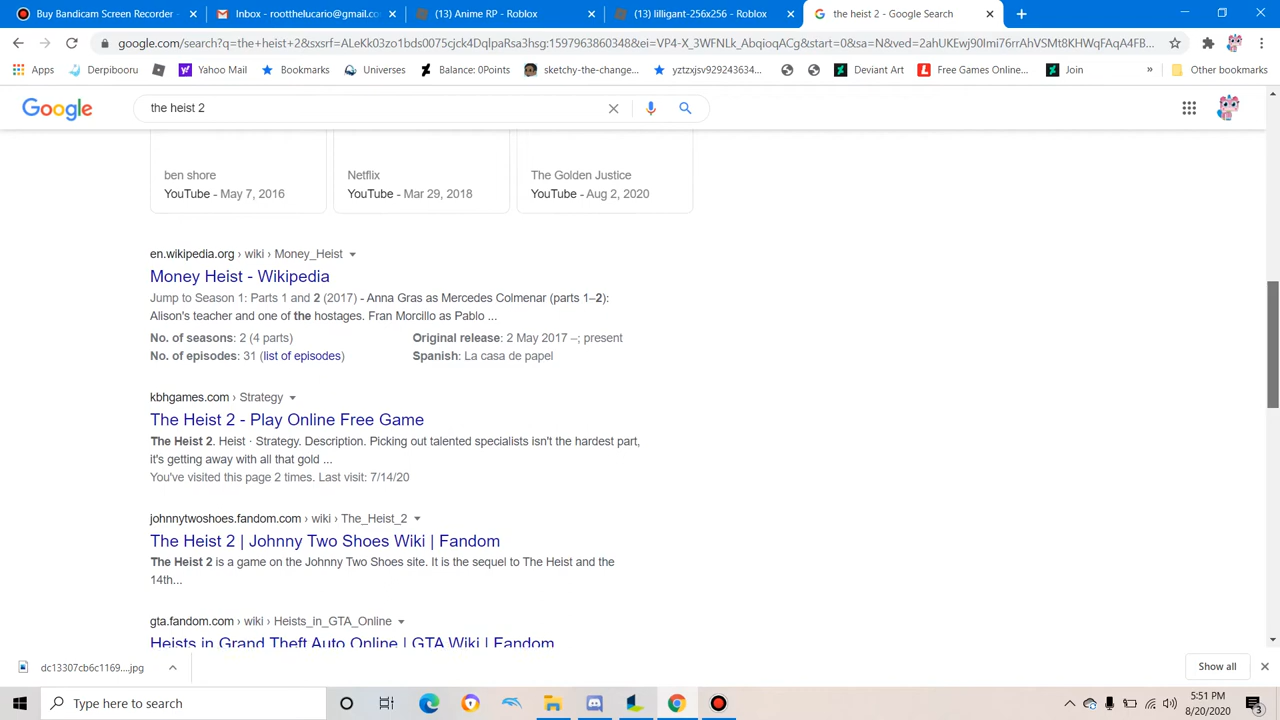 Buy Bandicam Screen Recorder
Inbox - rootthelucario@gmail.co
(13) Anime RP - Roblox
(13) lilligant-256x256 - Roblox
the heist 2 - Google Search
google.com/search?q=the+heist+2&sxsrf=ALeKk03zo1bds0075cjck4DqlpaRsa3hsg:1597963860348&ei=VP4-X_3WFNLk_AbqioqACg&start=0&sa=N&ved=2ahUKEwj90Imi76rrAhVSMt8KHWqFAqA4FB...
Apps
Derpibooru
Yahoo Mail
Bookmarks
Universes
Balance: 0Points
sketchy-the-change...
yztzxjsv929243634...
Deviant Art
Free Games Online...
Join
»
Other bookmarks
Google
the heist 2
ben shore
YouTube - May 7, 2016
Netflix
YouTube - Mar 29, 2018
The Golden Justice
YouTube - Aug 2, 2020
en.wikipedia.org › wiki › Money_Heist
Money Heist - Wikipedia
Jump to Season 1: Parts 1 and 2 (2017) - Anna Gras as Mercedes Colmenar (parts 1–2):
Alison's teacher and one of the hostages. Fran Morcillo as Pablo ...
No. of seasons: 2 (4 parts)
Original release: 2 May 2017 –; present
No. of episodes: 31 (list of episodes)
Spanish: La casa de papel
kbhgames.com › Strategy
The Heist 2 - Play Online Free Game
The Heist 2. Heist · Strategy. Description. Picking out talented specialists isn't the hardest part,
it's getting away with all that gold ...
You've visited this page 2 times. Last visit: 7/14/20
johnnytwoshoes.fandom.com › wiki › The_Heist_2
The Heist 2 | Johnny Two Shoes Wiki | Fandom
The Heist 2 is a game on the Johnny Two Shoes site. It is the sequel to The Heist and the
14th...
gta.fandom.com › wiki › Heists_in_GTA_Online
Heists in Grand Theft Auto Online | GTA Wiki | Fandom
dc13307cb6c1169....jpg
Show all
Type here to search
5:51 PM
8/20/2020
3